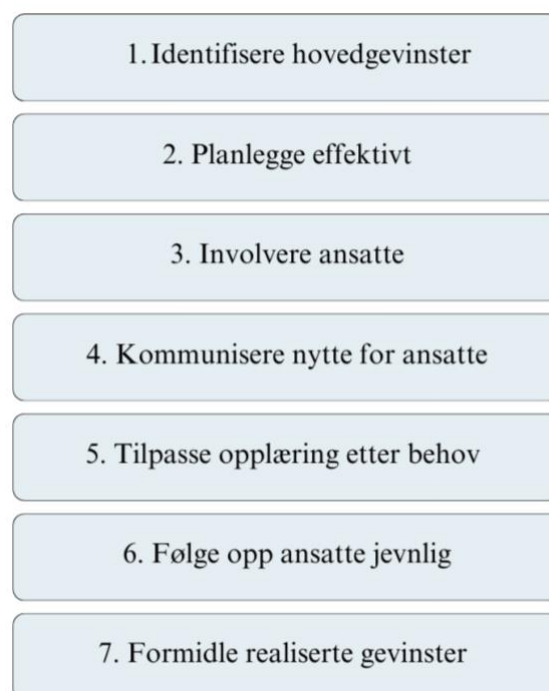 1. Identifisere hovedgevinster
2. Planlegge effektivt
3. Involvere ansatte
4. Kommunisere nytte for ansatte
5. Tilpasse opplæring etter behov
6. Følge opp ansatte jevnlig
7. Formidle realiserte gevinster